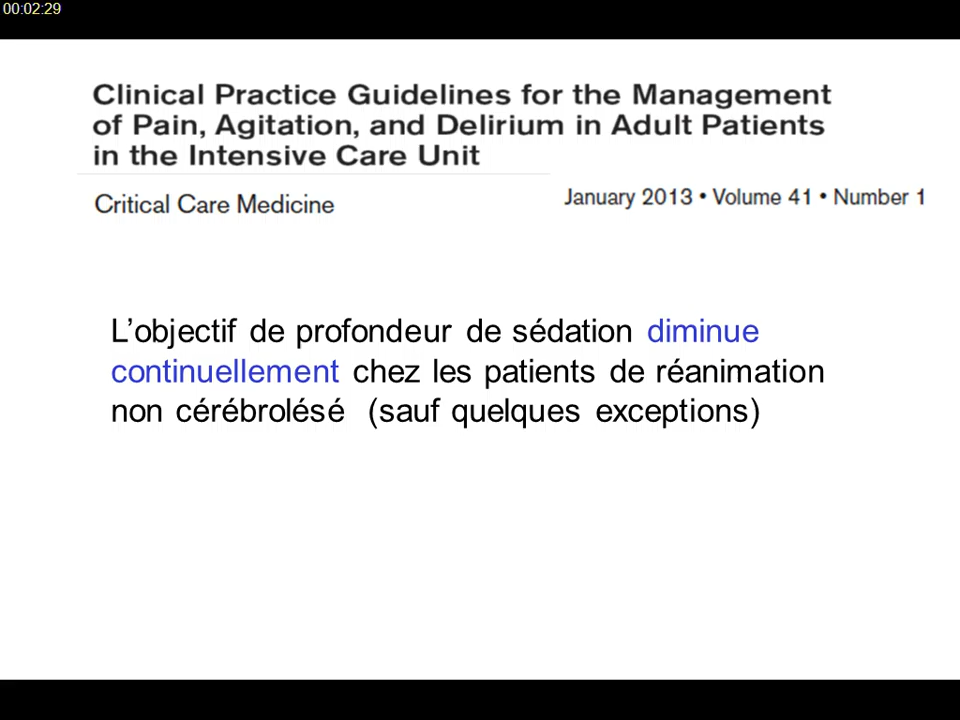 00:02:29
Clinical Practice Guidelines for the Management
of Pain, Agitation, and Delirium in Adult Patients
in the Intensive Care Unit
Critical Care Medicine
January 2013 • Volume 41 • Number 1
L’objectif de profondeur de sédation diminue
continuellement chez les patients de réanimation
non cérébrolésé (sauf quelques exceptions)